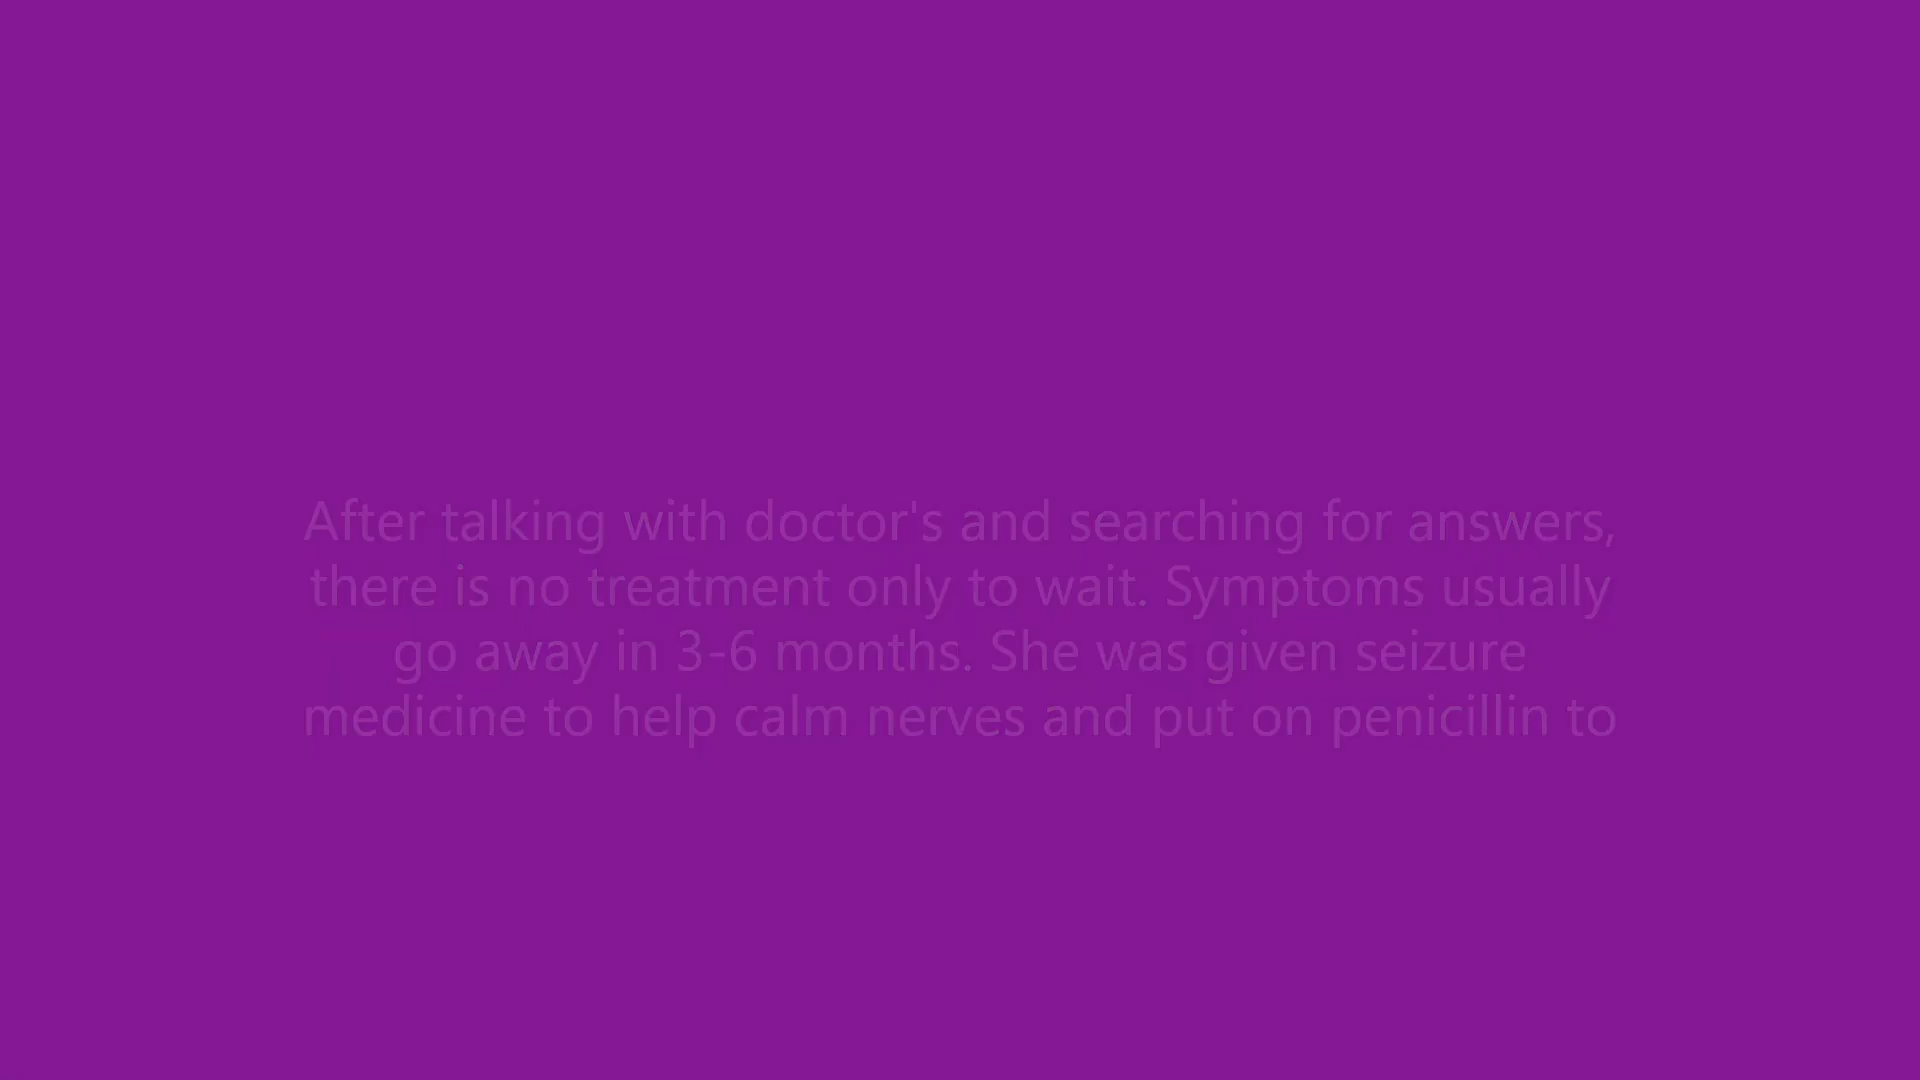 After talking with doctor's and searching for answers,
there is no treatment only to wait. Symptoms usually
go away in 3-6 months. She was given seizure
medicine to help calm nerves and put on penicillin to